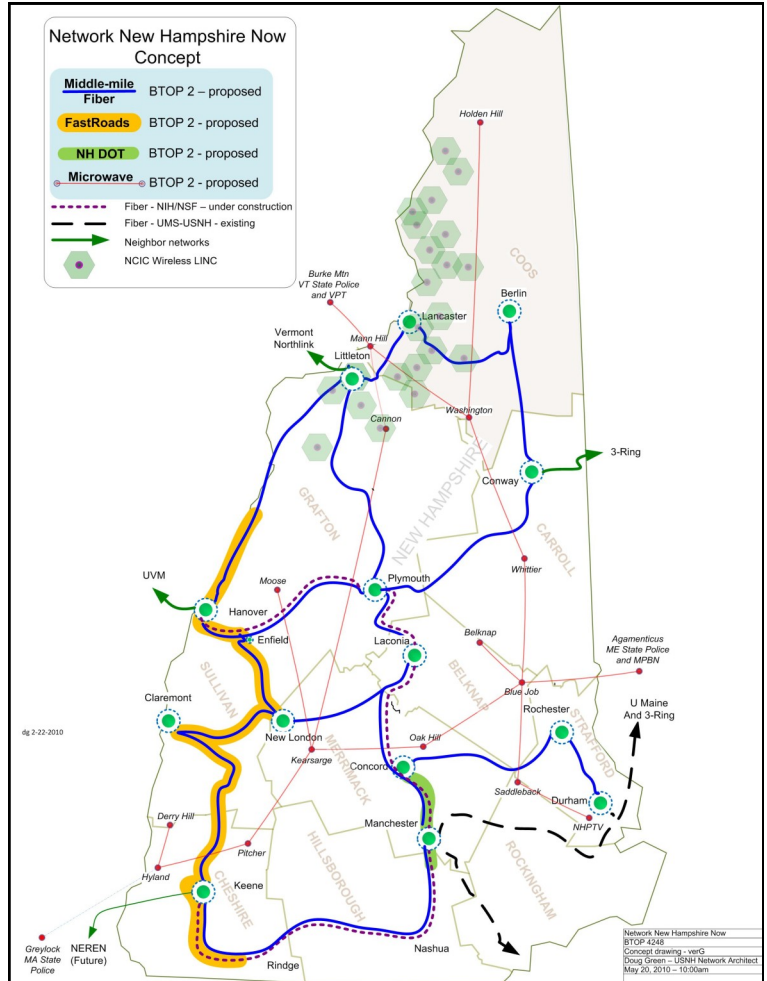 Network New Hampshire Now
Concept
Middle-mile
Fiber
BTOP 2 – proposed
FastRoads
BTOP 2 - proposed
NH DOT
BTOP 2 - proposed
Microwave
BTOP 2 - proposed
Fiber - NIH/NSF – under construction
Fiber - UMS-USNH - existing
Neighbor networks
NCIC Wireless LINC
Holden Hill
COOS
Burke Mtn
VT State Police
and VPT
Berlin
Lancaster
Vermont
Northlink
Mann Hill
Littleton
Washington
Cannon
3-Ring
Conway
NEW HAMPSHIRE
GRAFTON
CARROLL
Whittier
UVM
Moose
Plymouth
Hanover
Enfield
Laconia
Belknap
Agamenticus
ME State Police
and MPBN
SULLIVAN
BELKNAP
Blue Job
Claremont
Rochester
STRAFFORD
U Maine
And 3-Ring
dg 2-22-2010
New London
MERRIMACK
Oak Hill
Kearsarge
Concord
Saddleback
Durham
Derry Hill
Manchester
NHPTV
Pitcher
HILLSBOROUGH
ROCKINGHAM
Hyland
Keene
CHESHIRE
NEREN
(Future)
Greylock
MA State
Police
Nashua
Rindge
Network New Hampshire Now
BTOP 4248
Concept drawing - verG
Doug Green – USNH Network Architect
May 20, 2010 – 10:00am